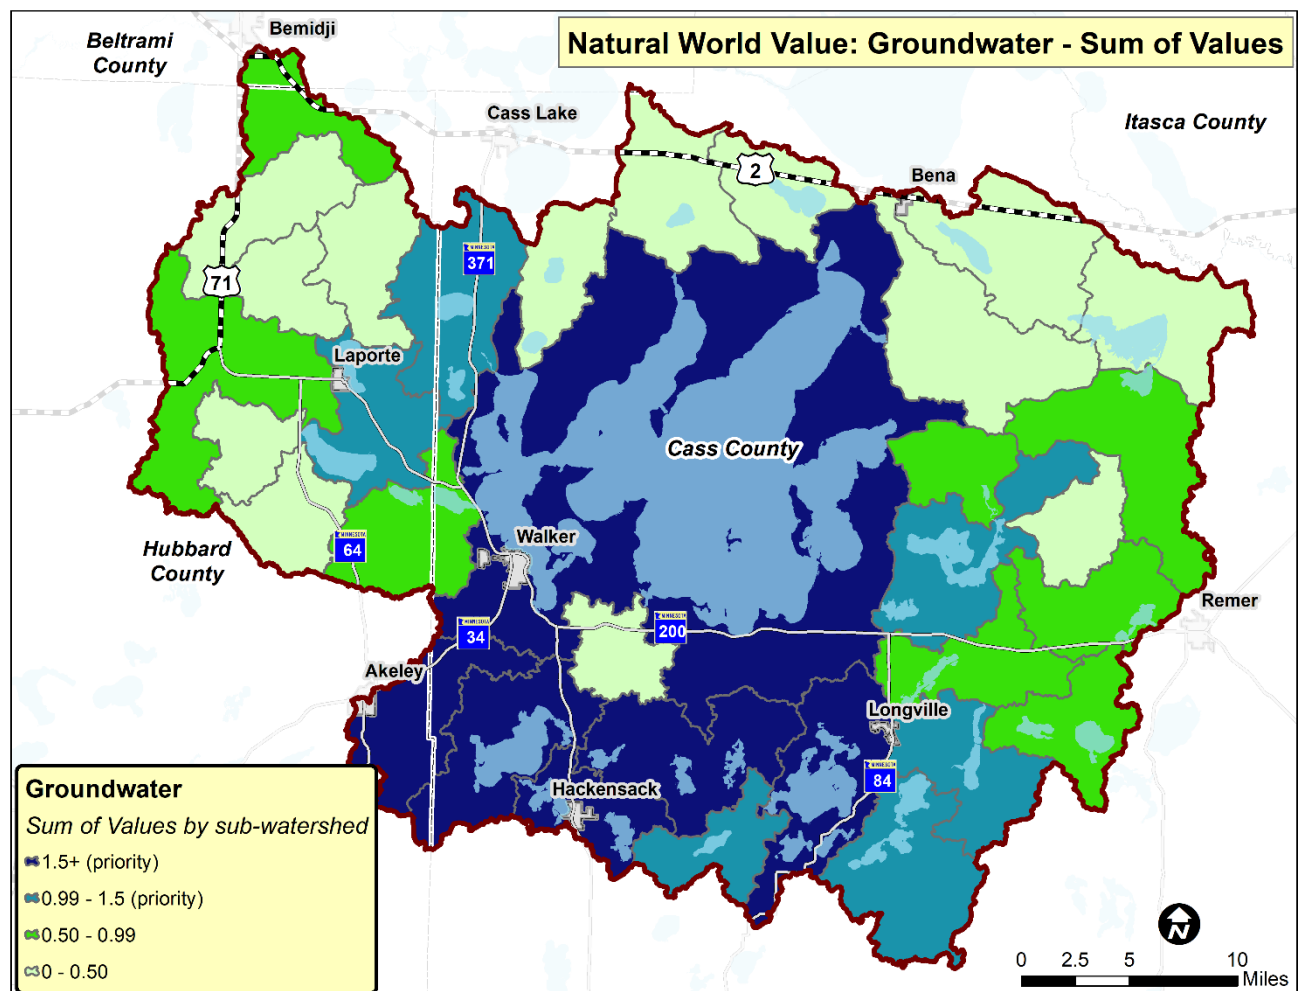 Natural World Value: Groundwater - Sum of Values
Bemidji
Beltrami
County
Cass Lake
Itasca County
2
Bena
371
71
Laporte
Cass County
Walker
64
Hubbard
County
Remer
MINNESOTA
34
MINNESOTA
200
Akeley
Longville
MINNESOTA
84
Hackensack
Groundwater
Sum of Values by sub-watershed
1.5+ (priority)
0.99 - 1.5 (priority)
0.50 - 0.99
0 - 0.50
N
0 2.5 5 10
Miles